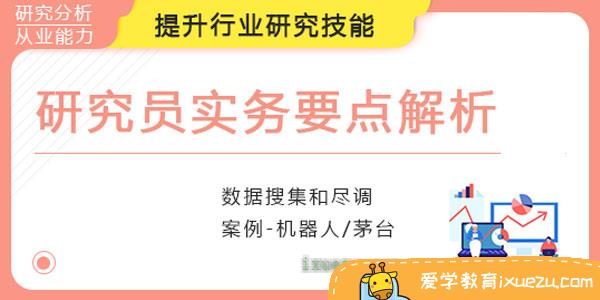 研究分析
从业能力
提升行业研究技能
研究员实务要点解析
数据搜集和尽调
案例-机器人/茅台
爱学教育ixuezu.com